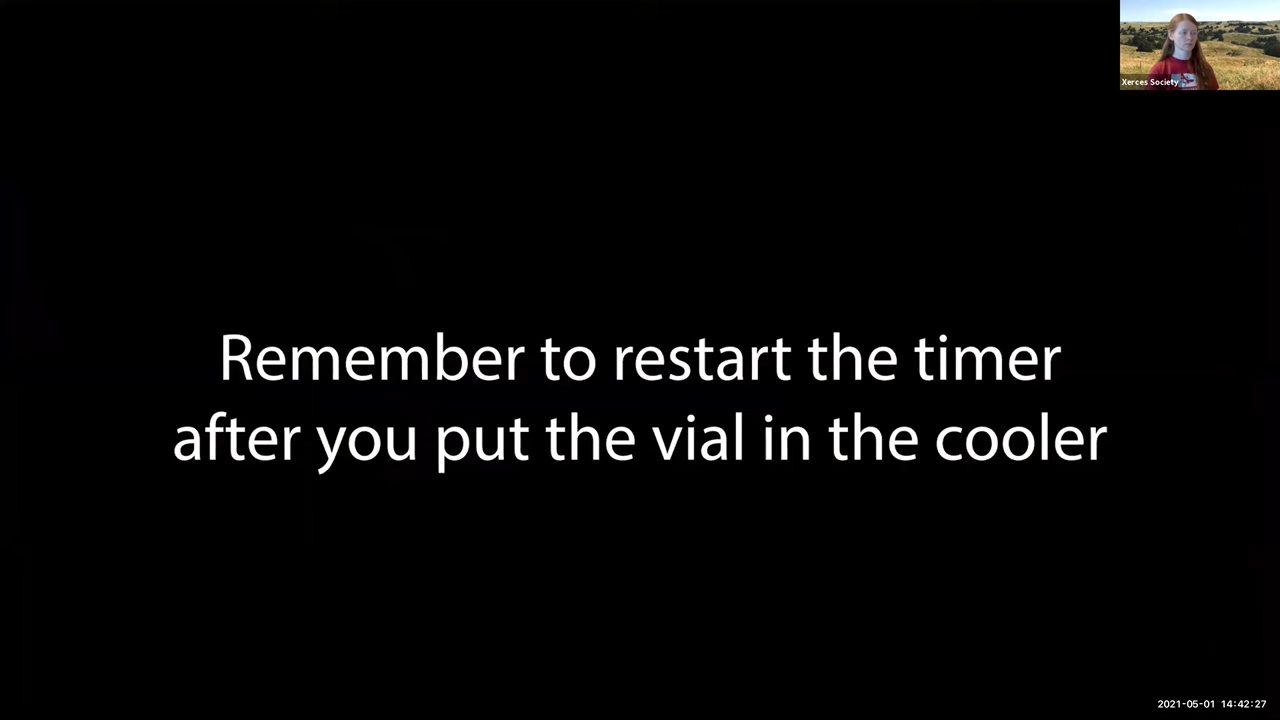 Xerces Society
Remember to restart the timer
after you put the vial in the cooler
2021-05-01 14:42:27